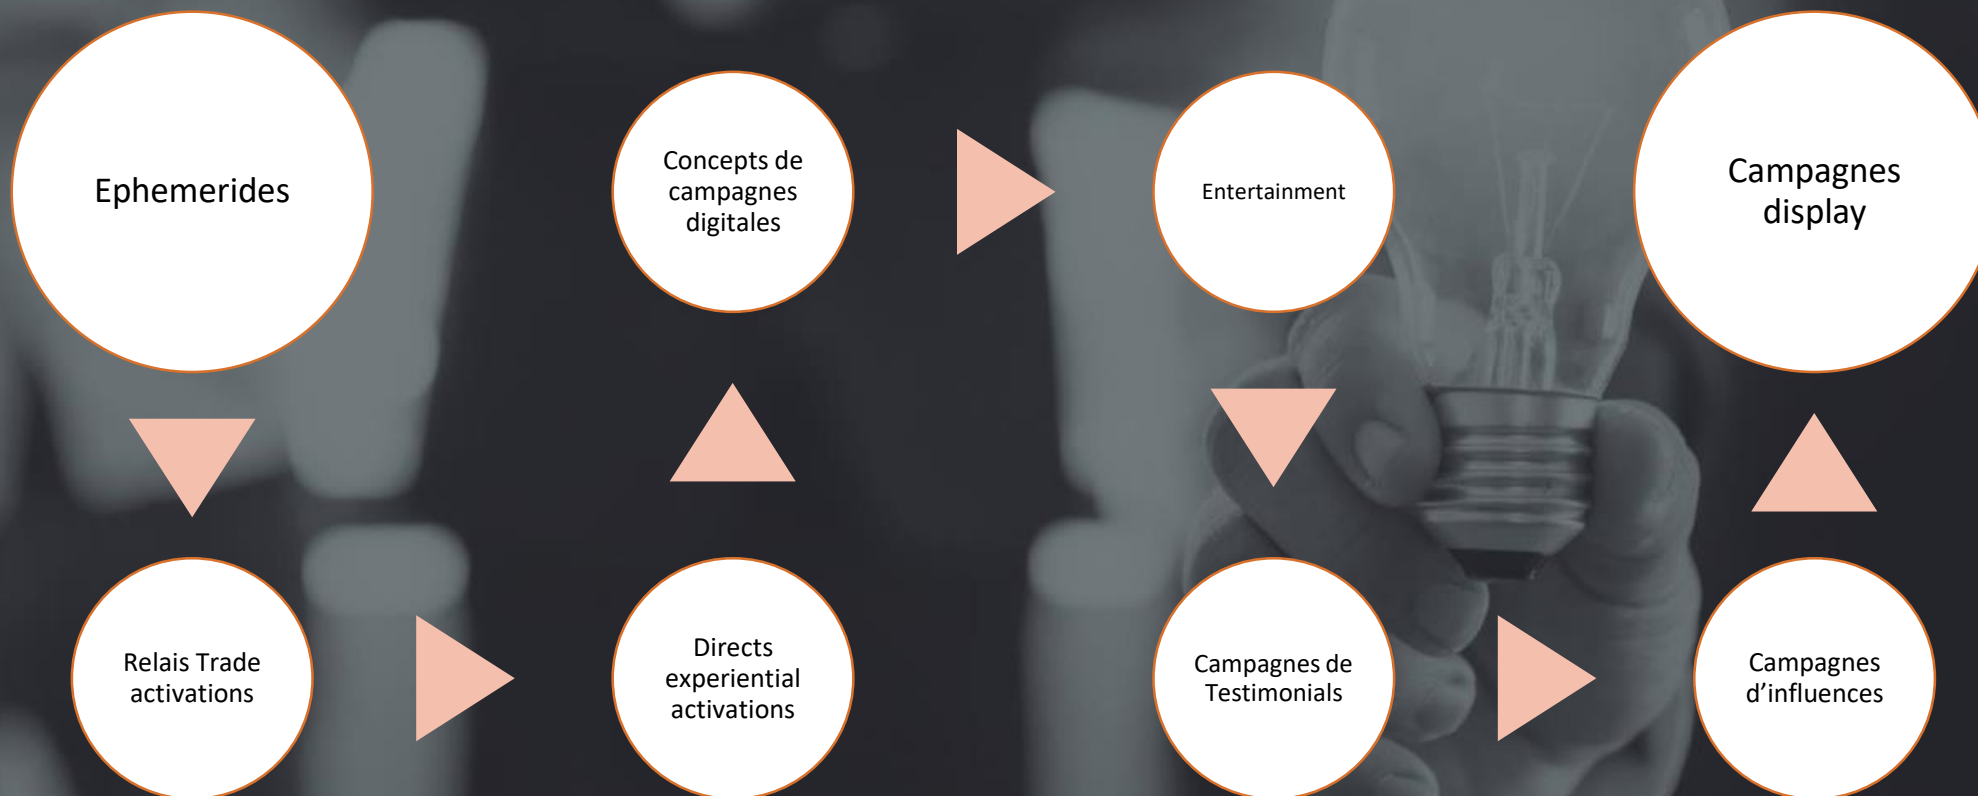 Ephemerides
Relais Trade
activations
Directs
experiential
activations
Concepts de
campagnes
digitales
Entertainment
Campagnes de
Testimonials
Campagnes
d’influences
Campagnes
display